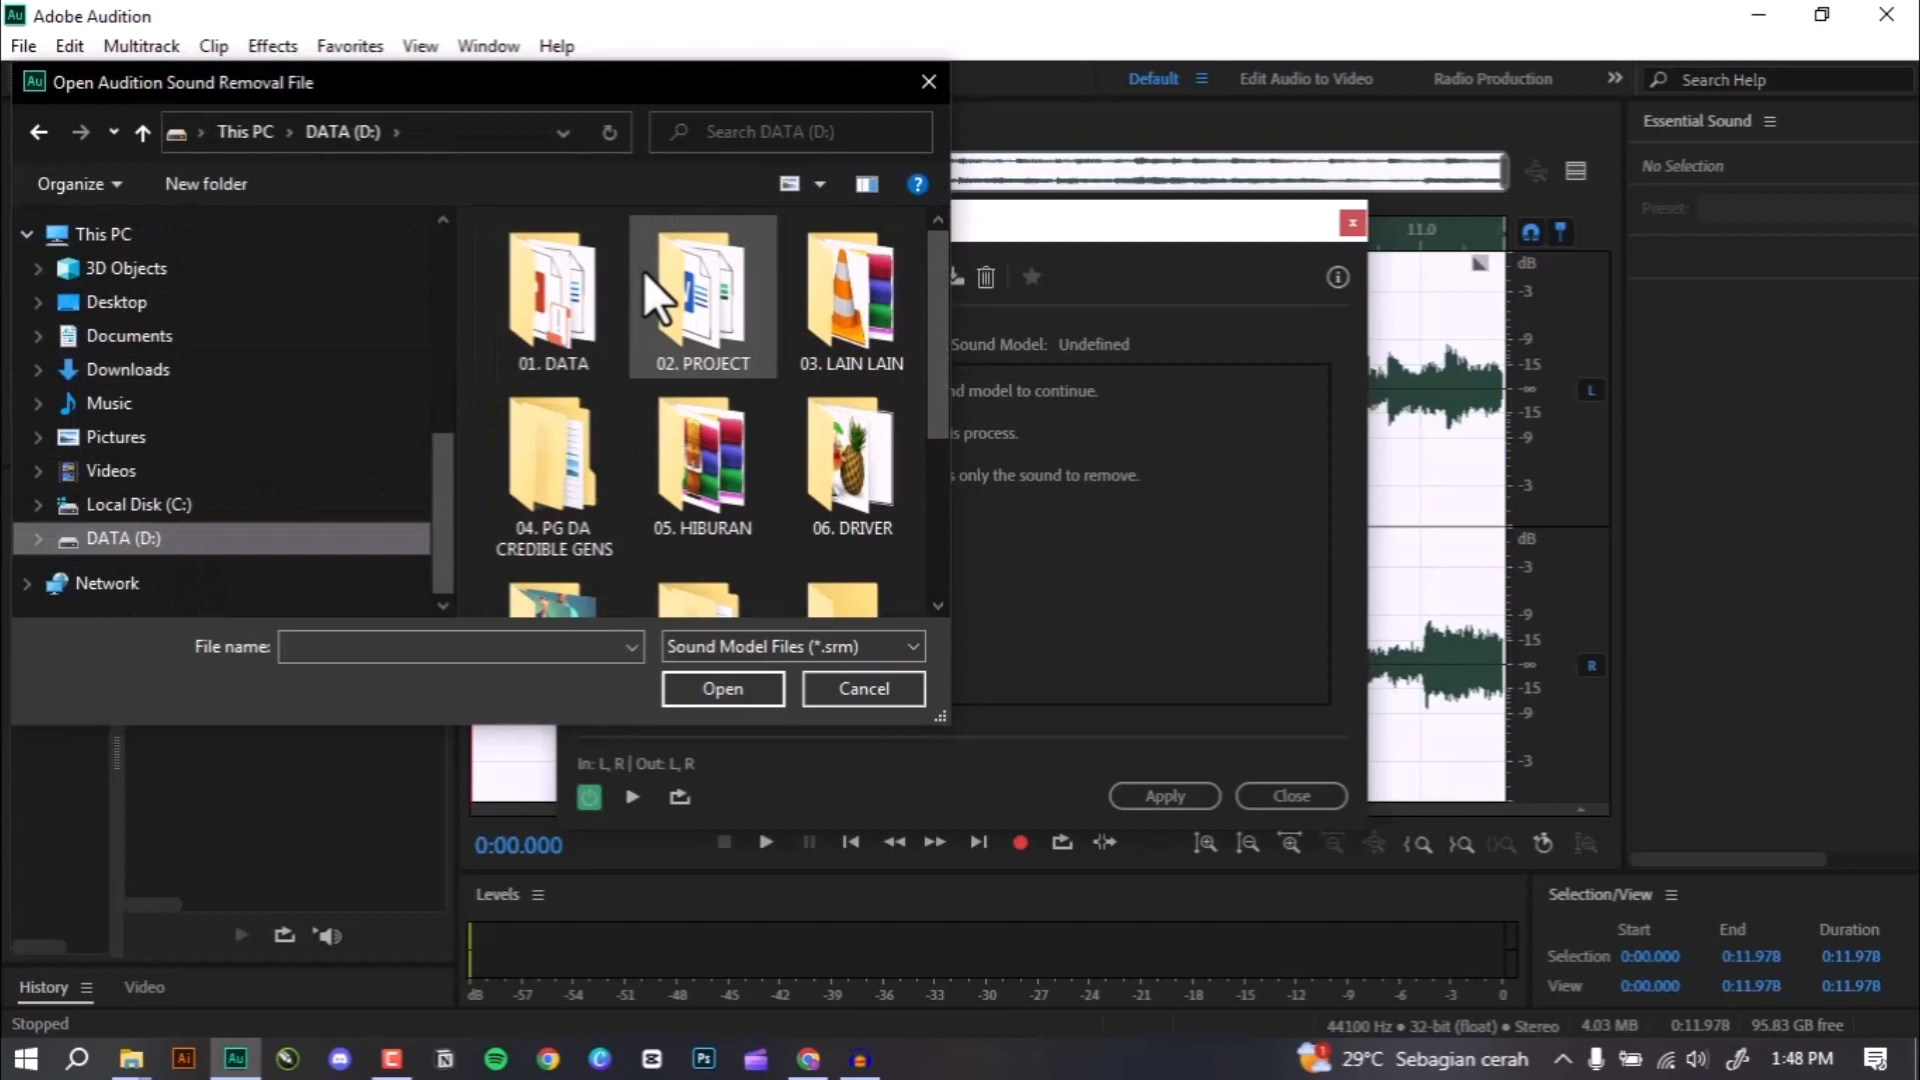 Au Adobe Audition
File Edit Multitrack Clip Effects Favorites View Window Help
Au Open Audition Sound Removal File
Default Edit Audio to Video Radio Production Search Help
This PC DATA (D:) Search DATA (D:)
Essential Sound
No Selection
Preset:
Organize New folder
This PC
3D Objects
Desktop
Documents
Downloads
Music
Pictures
Videos
Local Disk (C:)
DATA (D:)
Network
01. DATA
02. PROJECT
03. LAIN LAIN
04. PG DA
CREDIBLE GENS
05. HIBURAN
06. DRIVER
File name:
Sound Model Files (*.srm)
Open Cancel
Sound Model: Undefined
nd model to continue.
is process.
s only the sound to remove.
In: L, R | Out: L, R
Apply Close
11.0
dB
-3
-9
-15
-∞
-15
-9
-3
L
dB
-3
-9
-15
-∞
-15
-9
-3
R
0:00.000
Levels
dB -57 -54 -51 -48 -45 -42 -39 -36 -33 -30 -27 -24 -21 -18 -15 -12 -9 -6 -3 0
Selection/View
Start End Duration
Selection 0:00.000 0:11.978 0:11.978
View 0:00.000 0:11.978 0:11.978
History Video
Stopped
44100 Hz • 32-bit (float) • Stereo 4.03 MB 0:11.978 95.83 GB free
Ai Au Ps
1 29°C Sebagian cerah 1:48 PM